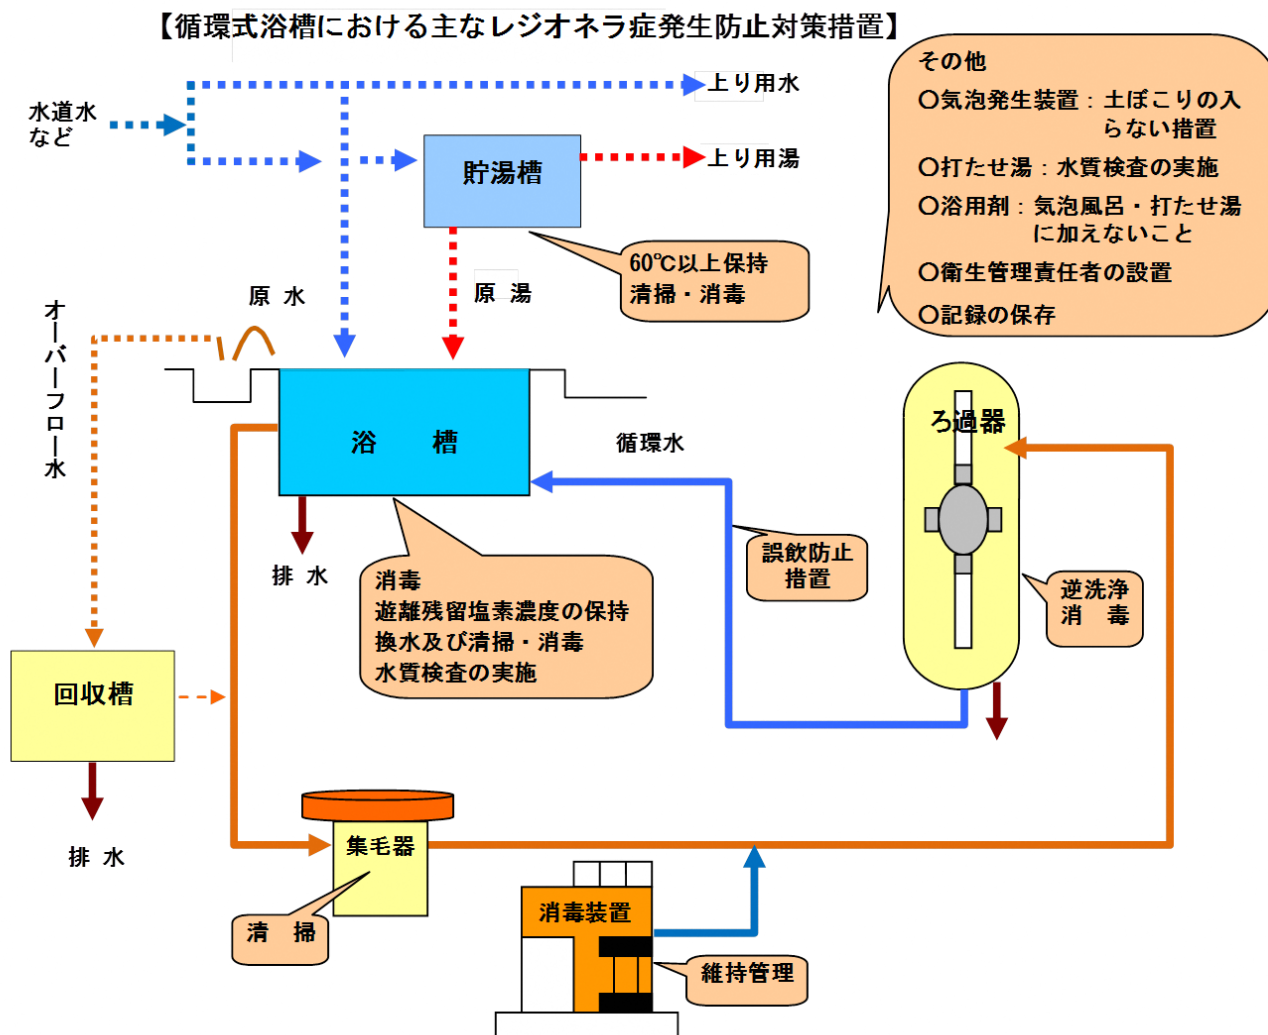 【循環式浴槽における主なレジオネラ症発生防止対策措置】
その他
〇気泡発生装置：土ぼこりの入
らない措置
〇打たせ湯：水質検査の実施
〇浴用剤：気泡風呂・打たせ湯
に加えないこと
〇衛生管理責任者の設置
〇記録の保存
水道水
など
上り用水
上り用湯
貯湯槽
60℃以上保持
清掃・消毒
原 水
原 湯
オーバーフロー水
浴 槽
循環水
ろ過器
排 水
誤飲防止
措置
逆洗浄
消 毒
消毒
遊離残留塩素濃度の保持
換水及び清掃・消毒
水質検査の実施
回収槽
排 水
集毛器
清 掃
消毒装置
維持管理